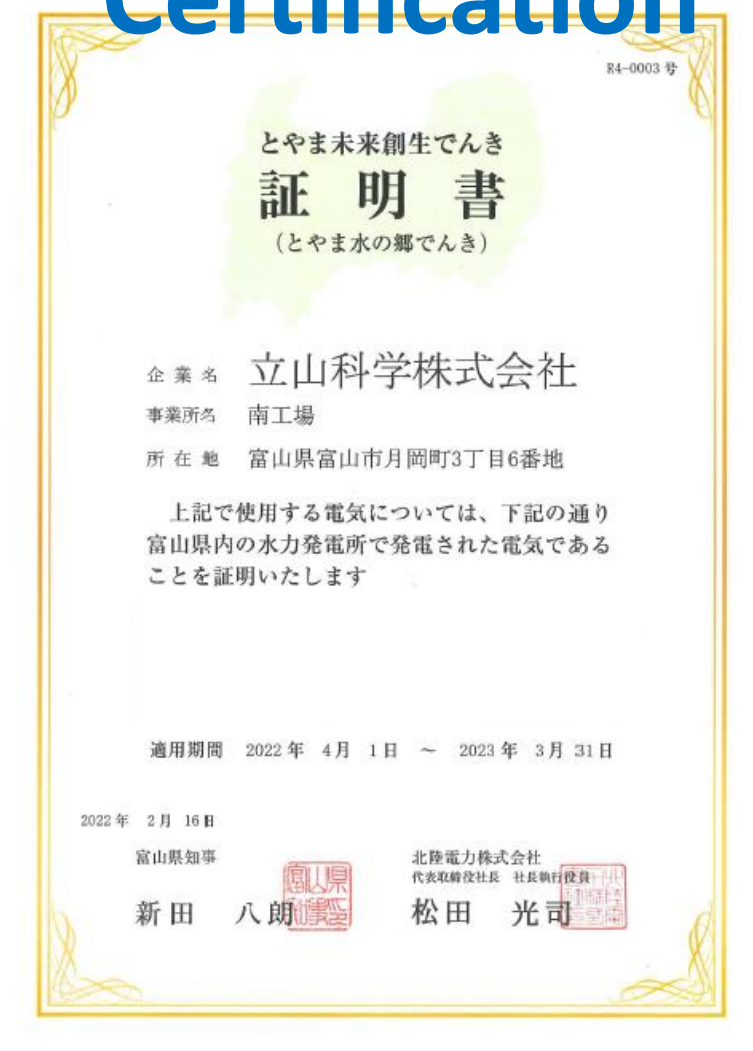 Certification
R4-0003 号
とやま未来創生でんき
証 明 書
(とやま水の郷でんき)
企 業 名 立山科学株式会社
事業所名 南工場
所 在 地 富山県富山市月岡町3丁目6番地
上記で使用する電気については、下記の通り
富山県内の水力発電所で発電された電気である
ことを証明いたします
適用期間 2022 年 4 月 1 日 ~ 2023 年 3 月 31 日
2022 年 2 月 16 日
富山県知事
新田 八朗
北陸電力株式会社
代表取締役社長 社長執行役員
松田 光司